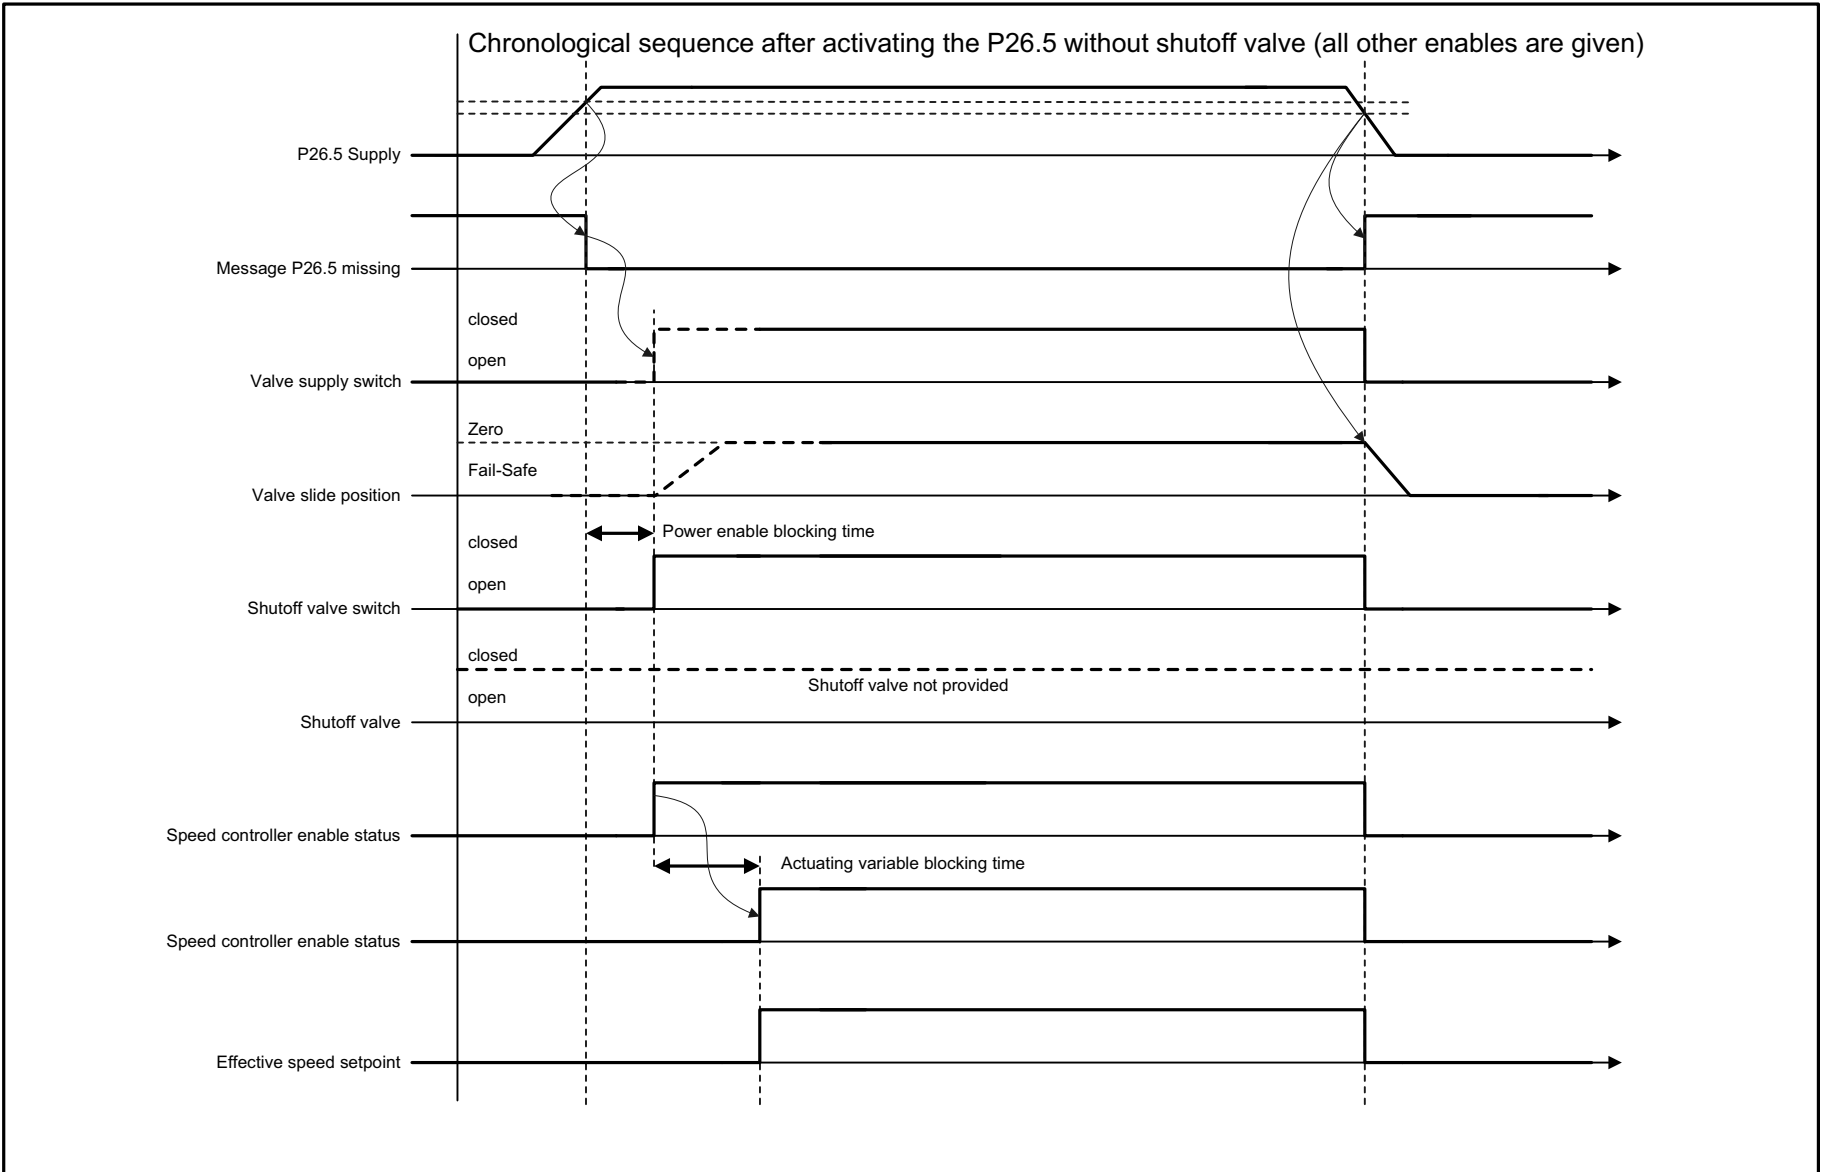 Chronological sequence after activating the P26.5 without shutoff valve (all other enables are given)
P26.5 Supply
Message P26.5 missing
closed
open
Valve supply switch
Zero
Fail-Safe
Valve slide position
Power enable blocking time
closed
open
Shutoff valve switch
closed
Shutoff valve not provided
open
Shutoff valve
Speed controller enable status
Actuating variable blocking time
Speed controller enable status
Effective speed setpoint